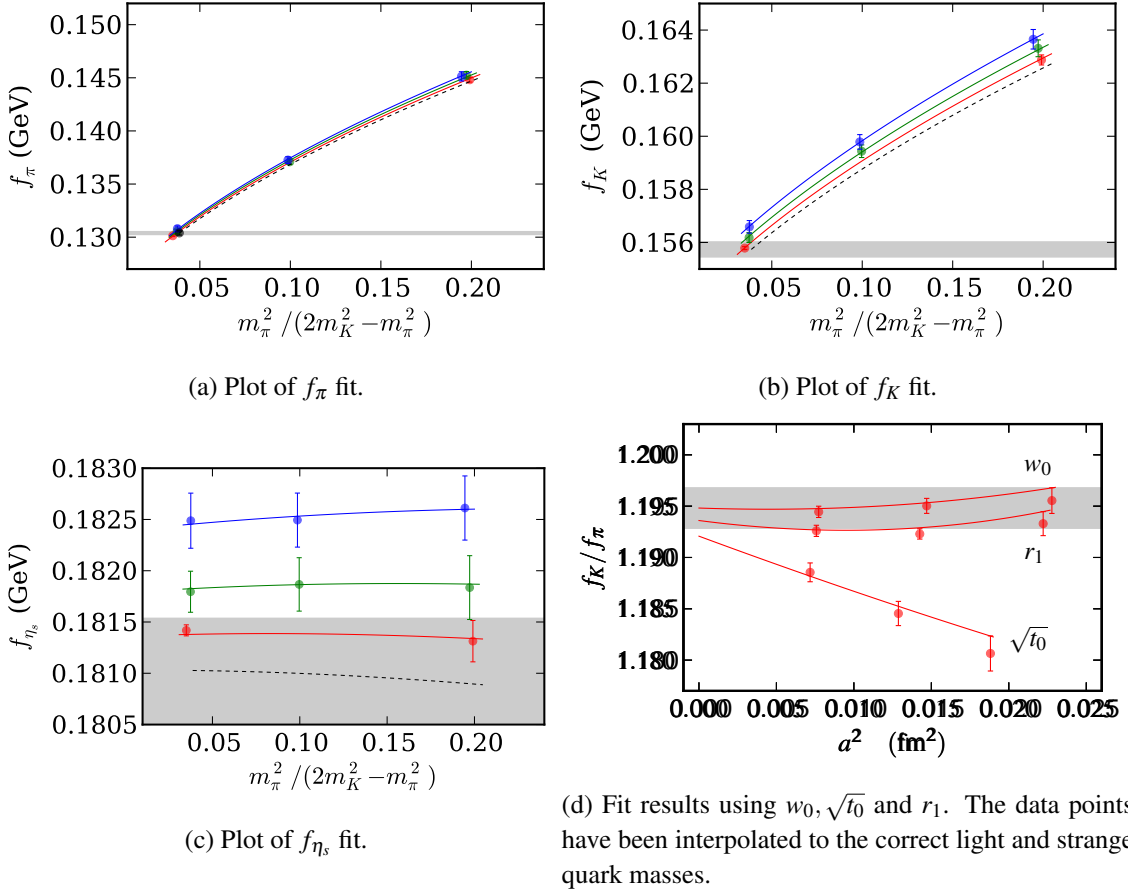 0.150
0.145
0.140
0.135
0.130
f_π (GeV)
0.05 0.10 0.15 0.20
m_π^2 /(2m_K^2 −m_π^2 )
(a) Plot of f_π fit.
0.164
0.162
0.160
0.158
0.156
f_K (GeV)
0.05 0.10 0.15 0.20
m_π^2 /(2m_K^2 −m_π^2 )
(b) Plot of f_K fit.
0.1830
0.1825
0.1820
0.1815
0.1810
0.1805
f_{η_s} (GeV)
0.05 0.10 0.15 0.20
m_π^2 /(2m_K^2 −m_π^2 )
(c) Plot of f_{η_s} fit.
1.200
1.195
1.190
1.185
1.180
f_K/f_π
w_0
r_1
√t_0
0.000 0.005 0.010 0.015 0.020 0.025
a^2 (fm^2)
(d) Fit results using w_0, √t_0 and r_1. The data points
have been interpolated to the correct light and strange
quark masses.